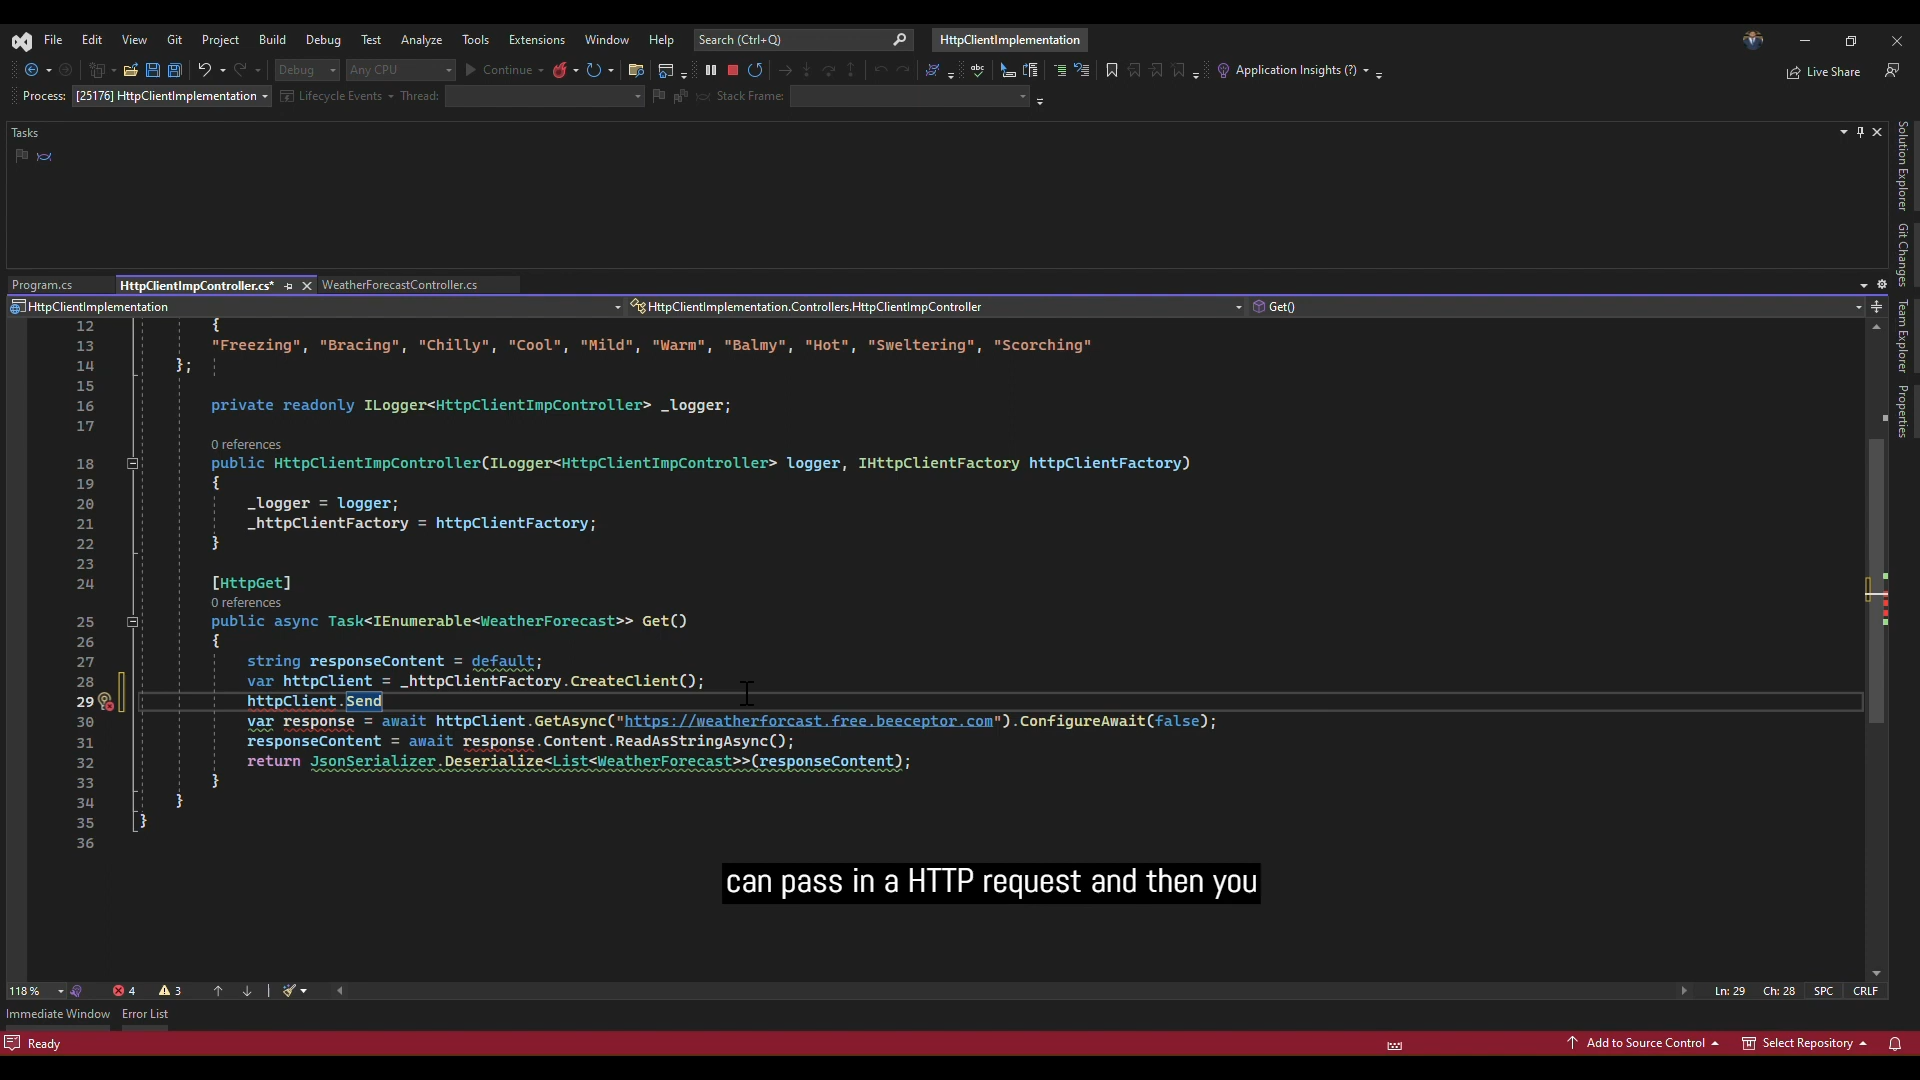 File Edit View Git Project Build Debug Test Analyze Tools Extensions Window Help Search (Ctrl+Q) HttpClientImplementation
Debug Any CPU Continue Application Insights (?) Live Share
Process: [25176] HttpClientImplementation Lifecycle Events Thread: Stack Frame:
Tasks
Program.cs HttpClientImpController.cs* WeatherForecastController.cs
HttpClientImplementation HttpClientImplementation.Controllers.HttpClientImpController Get()
12 {
13 "Freezing", "Bracing", "Chilly", "Cool", "Mild", "Warm", "Balmy", "Hot", "Sweltering", "Scorching"
14 };
15
16 private readonly ILogger<HttpClientImpController> _logger;
17
0 references
18 public HttpClientImpController(ILogger<HttpClientImpController> logger, IHttpClientFactory httpClientFactory)
19 {
20 _logger = logger;
21 _httpClientFactory = httpClientFactory;
22 }
23
24 [HttpGet]
0 references
25 public async Task<IEnumerable<WeatherForecast>> Get()
26 {
27 string responseContent = default;
28 var httpClient = _httpClientFactory.CreateClient();
29 httpClient.Send
30 var response = await httpClient.GetAsync("https://weatherforcast.free.beeceptor.com").ConfigureAwait(false);
31 responseContent = await response.Content.ReadAsStringAsync();
32 return JsonSerializer.Deserialize<List<WeatherForecast>>(responseContent);
33 }
34 }
35 }
36
can pass in a HTTP request and then you
118 % 4 3 Ln: 29 Ch: 28 SPC CRLF
Immediate Window Error List
Ready Add to Source Control Select Repository
Solution Explorer
Git Changes
Team Explorer
Properties